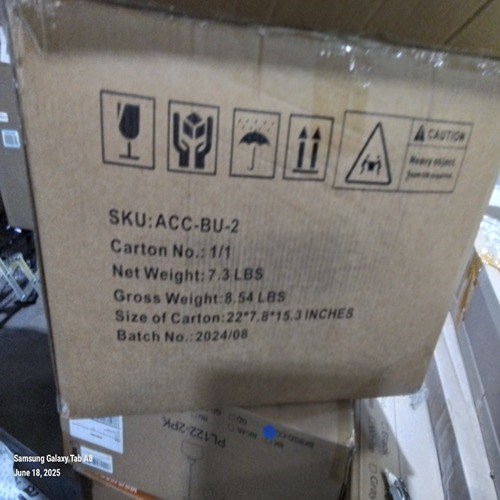 CAUTION
Heavy object.
SKU:ACC-BU-2
Carton No.: 1/1
Net Weight:7.3 LBS
Gross Weight:8.54 LBS
Size of Carton:22*7.8*15.3 INCHES
Batch No.:2024/08
PL122-2PK
Samsung Galaxy Tab A8
June 18, 2025